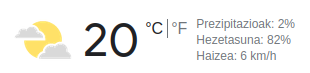 20 °C | °F
Prezipitazioak: 2%
Hezetasuna: 82%
Haizea: 6 km/h